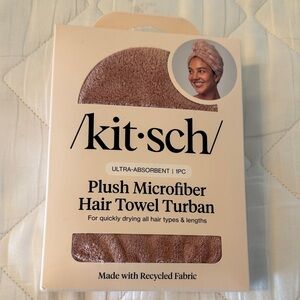 /kit·sch/
ULTRA-ABSORBENT | 1PC
Plush Microfiber
Hair Towel Turban
For quickly drying all hair types & lengths
Made with Recycled Fabric